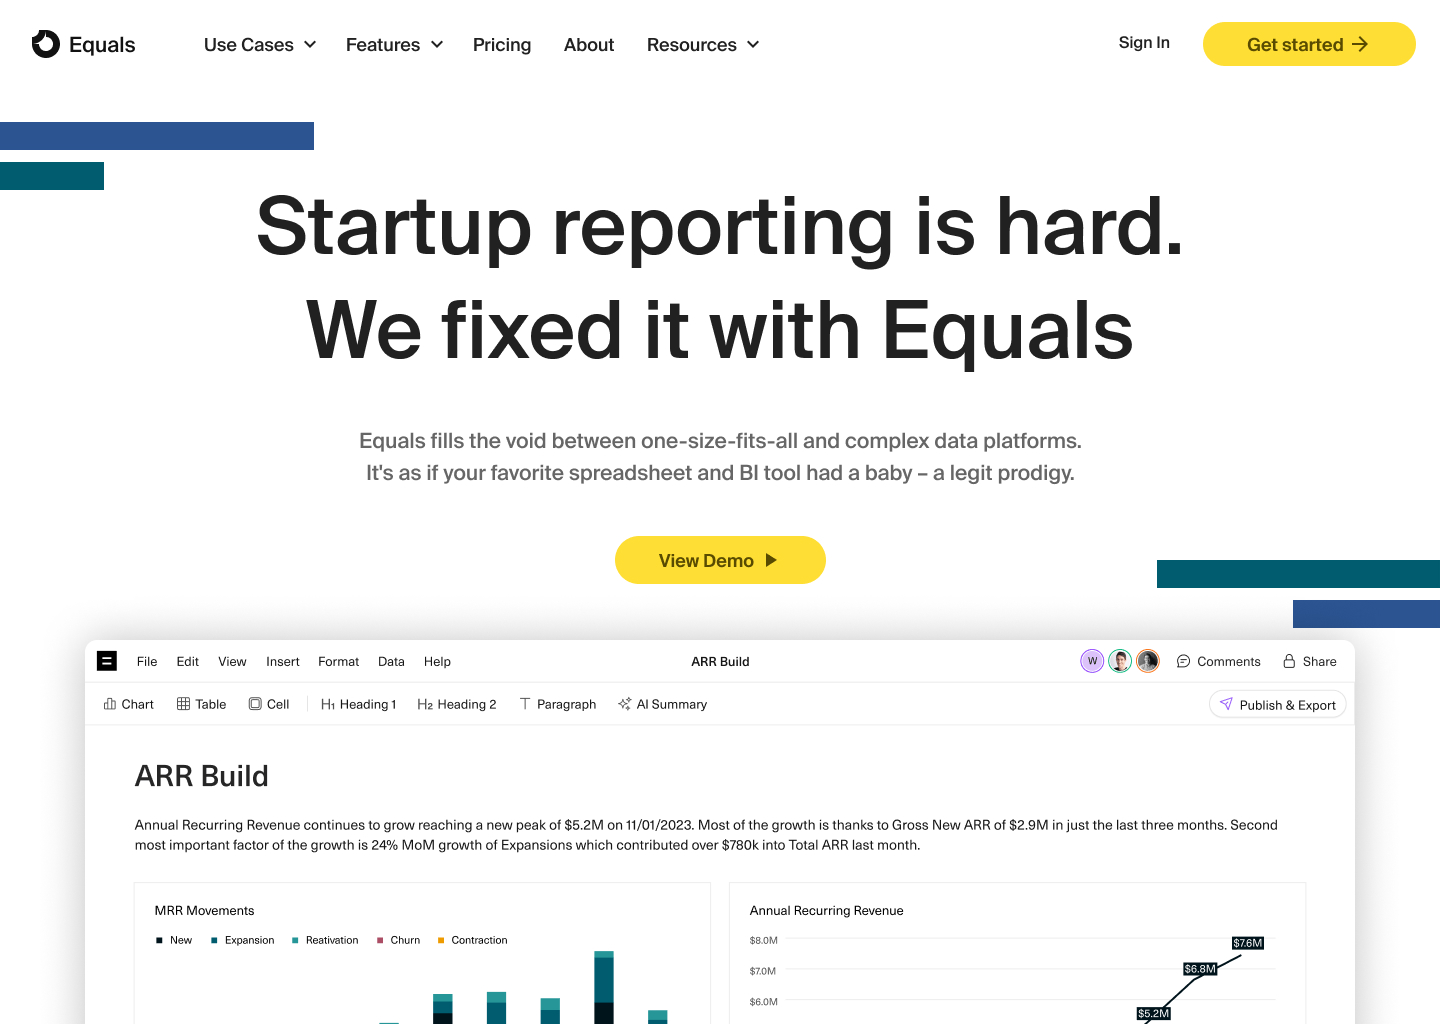 Equals
Use Cases
Features
Pricing
About
Resources
Sign In
Get started
Startup reporting is hard.
We fixed it with Equals
Equals fills the void between one-size-fits-all and complex data platforms.
It's as if your favorite spreadsheet and BI tool had a baby – a legit prodigy.
View Demo
File Edit View Insert Format Data Help
ARR Build
W
Comments
Share
Chart
Table
Cell
H1 Heading 1
H2 Heading 2
Paragraph
AI Summary
Publish & Export
ARR Build
Annual Recurring Revenue continues to grow reaching a new peak of $5.2M on 11/01/2023. Most of the growth is thanks to Gross New ARR of $2.9M in just the last three months. Second
most important factor of the growth is 24% MoM growth of Expansions which contributed over $780k into Total ARR last month.
MRR Movements
New Expansion Reativation Churn Contraction
Annual Recurring Revenue
$8.0M
$7.6M
$7.0M
$6.8M
$6.0M
$5.2M